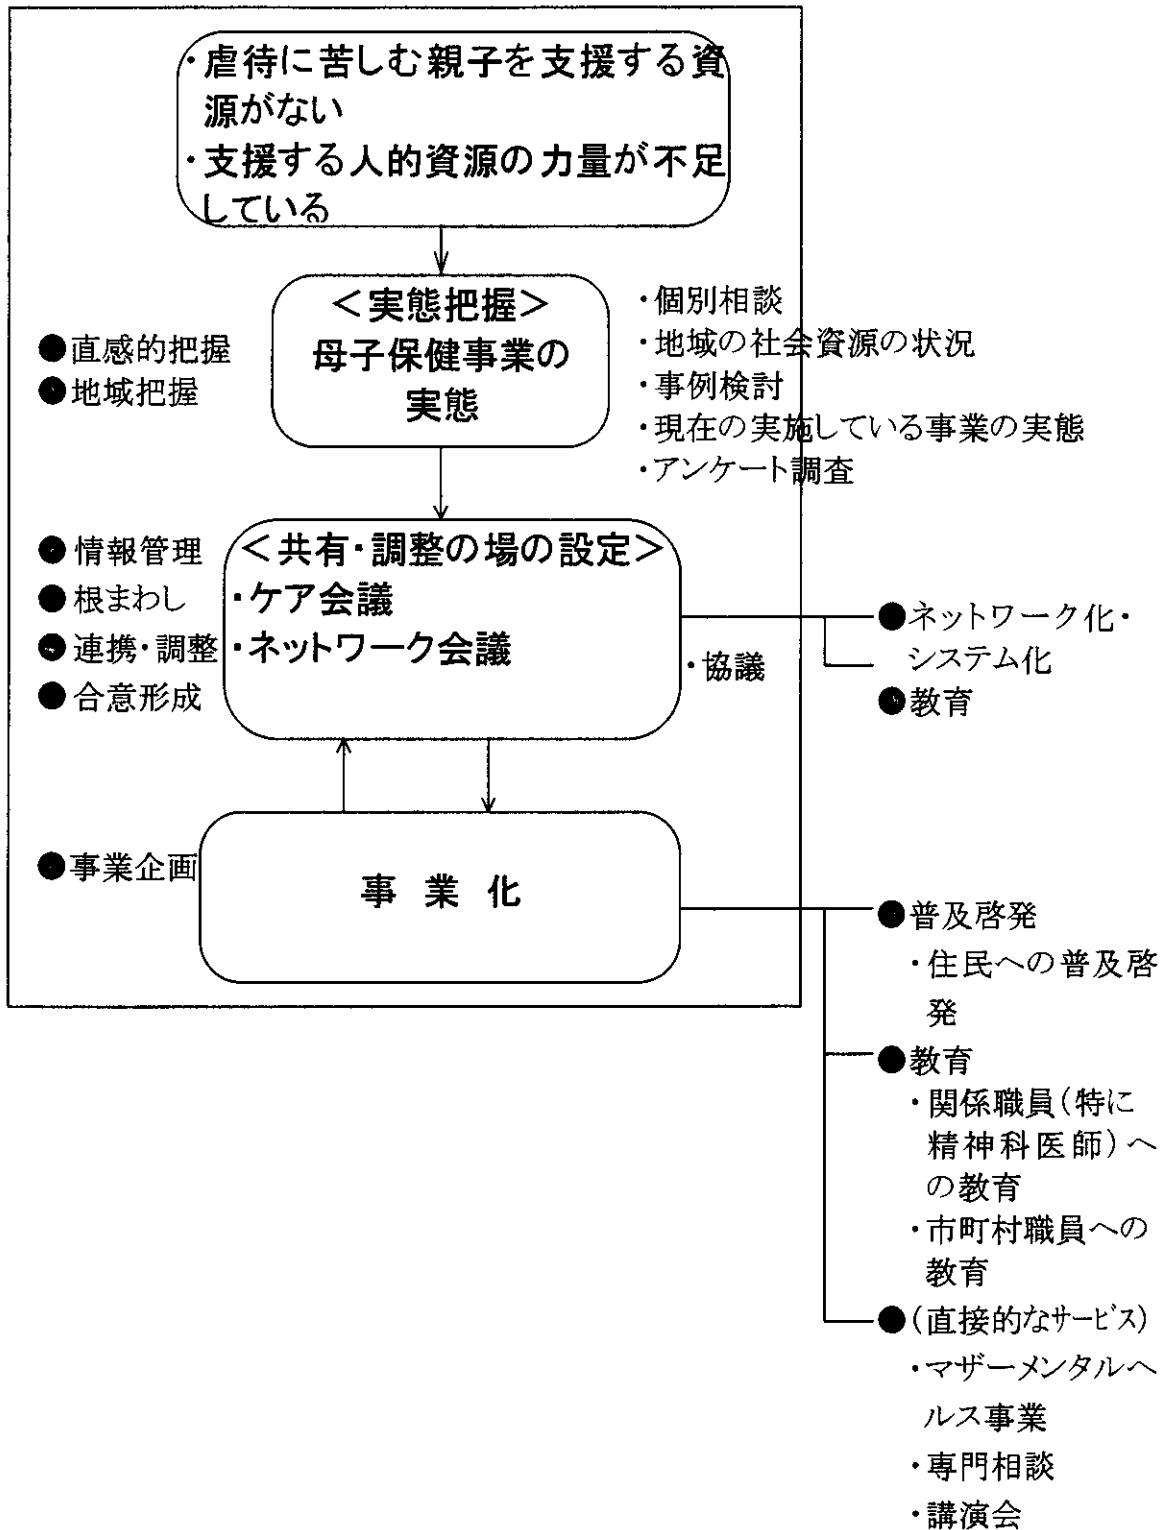 ・虐待に苦しむ親子を支援する資
源がない
・支援する人的資源の力量が不足
している
＜実態把握＞
母子保健事業の
実態
●直感的把握
●地域把握
・個別相談
・地域の社会資源の状況
・事例検討
・現在の実施している事業の実態
・アンケート調査
＜共有・調整の場の設定＞
・ケア会議
・ネットワーク会議
●情報管理
●根まわし
●連携・調整
●合意形成
・協議
●ネットワーク化・
システム化
●教育
●事業企画
事業化
●普及啓発
・住民への普及啓
発
●教育
・関係職員(特に
精神科医師)へ
の教育
・市町村職員への
教育
●(直接的なサービス)
・マザーメンタルヘ
ルス事業
・専門相談
・講演会